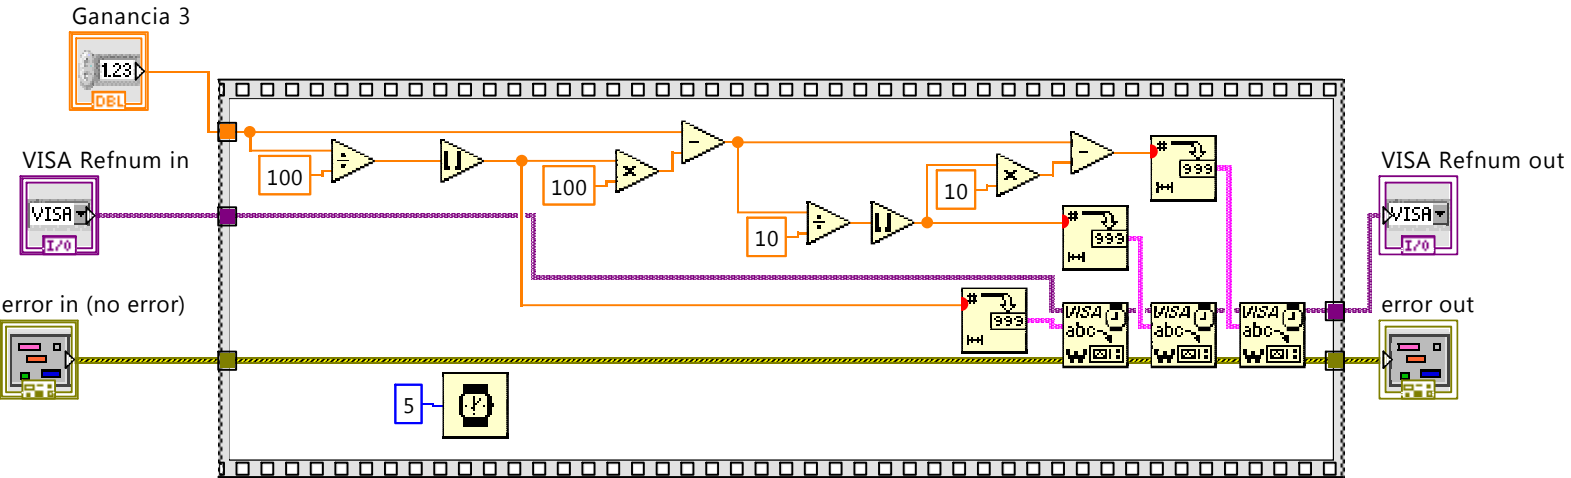 Ganancia 3
1.23
DBL
VISA Refnum in
VISA
I/O
error in (no error)
100
÷
100
×
-
10
÷
10
×
-
#
999
#
999
#
999
VISA
abc
W
VISA
abc
W
VISA
abc
W
5
VISA Refnum out
VISA
I/O
error out